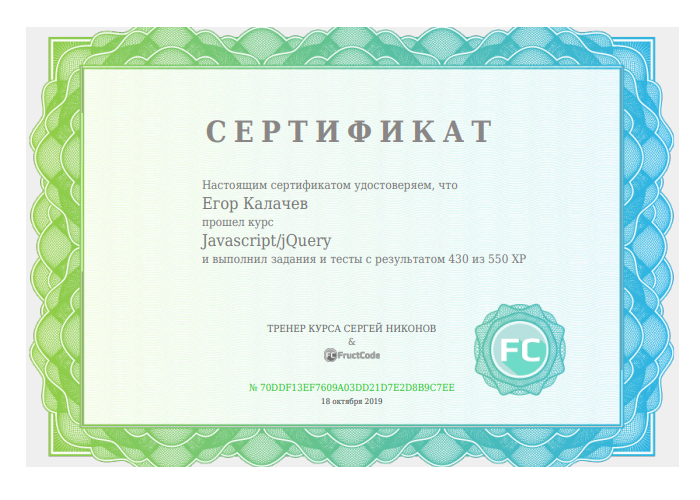 СЕРТИФИКАТ
Настоящим сертификатом удостоверяем, что
Егор Калачев
прошел курс
Javascript/jQuery
и выполнил задания и тесты с результатом 430 из 550 XP
ТРЕНЕР КУРСА СЕРГЕЙ НИКОНОВ
&
FC FructCode
FC
№ 70DDF13EF7609A03DD21D7E2D8B9C7EE
18 октября 2019